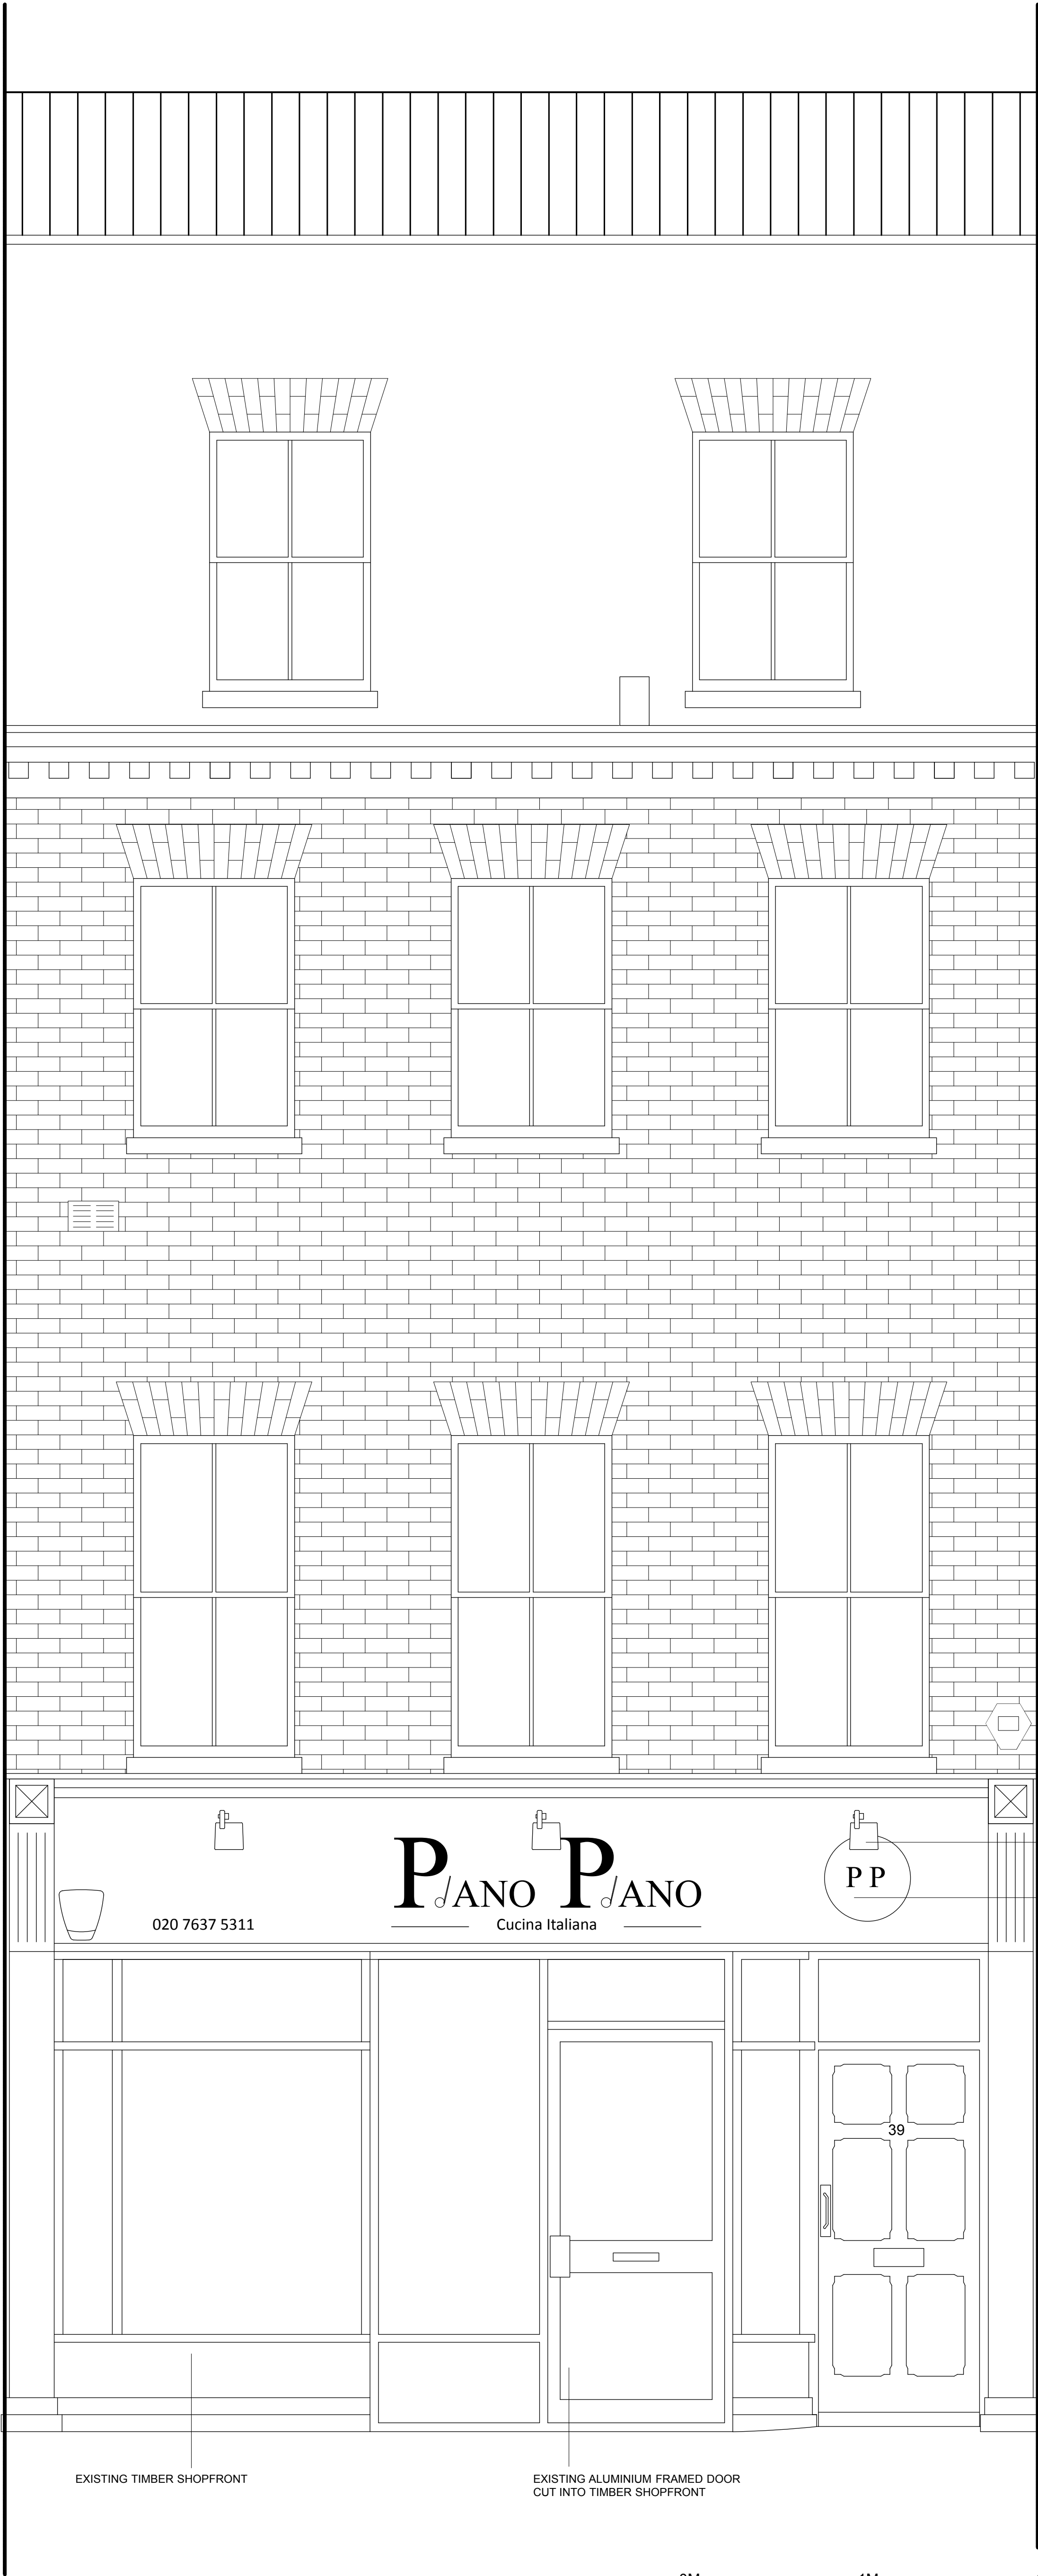 PIANO PIANO
Cucina Italiana
020 7637 5311
P P
39
EXISTING TIMBER SHOPFRONT
EXISTING ALUMINIUM FRAMED DOOR
CUT INTO TIMBER SHOPFRONT